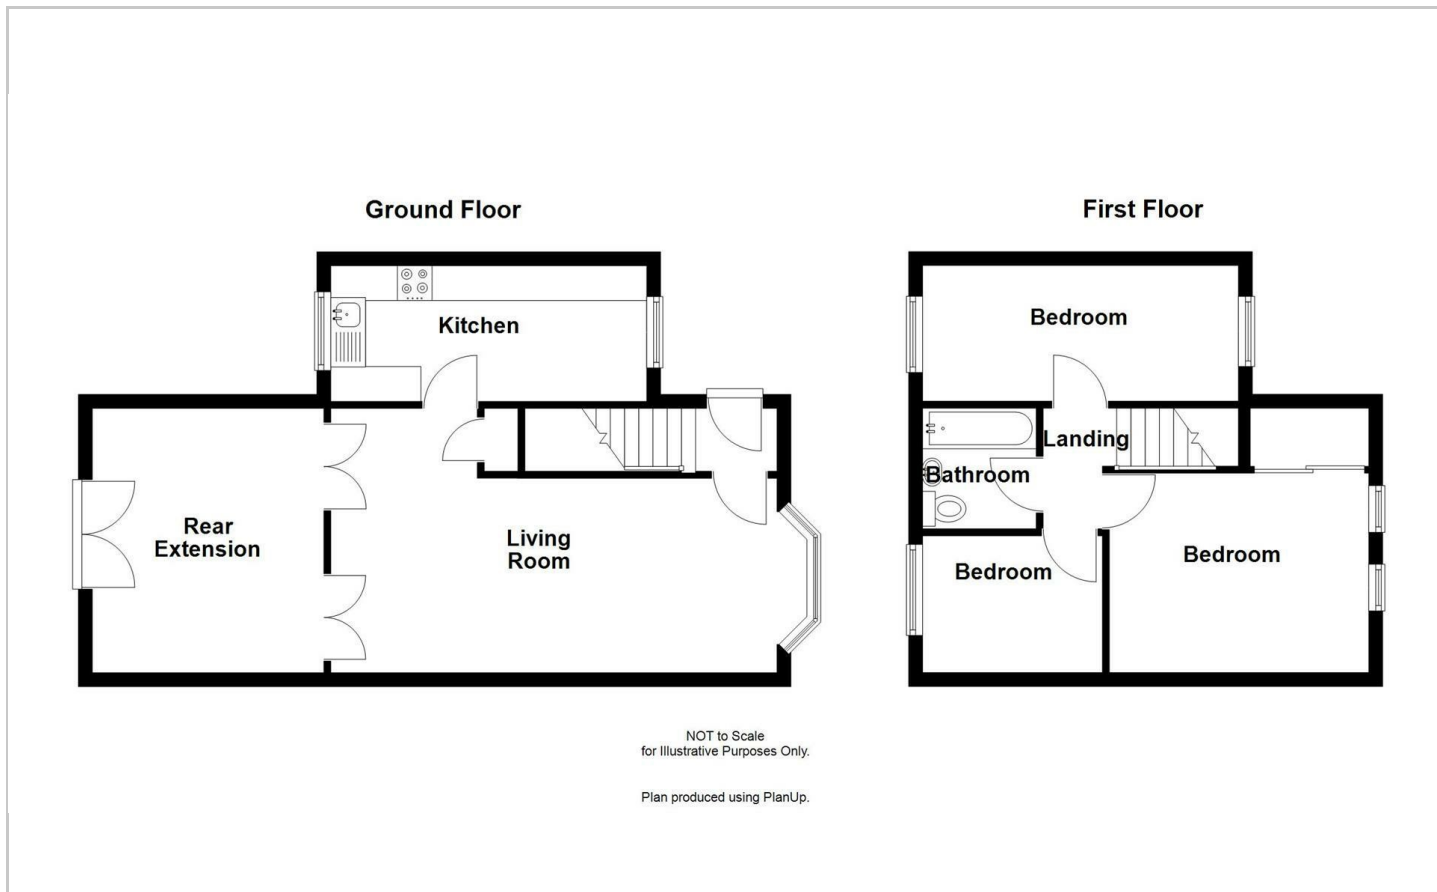 Ground Floor
First Floor
Kitchen
Rear
Extension
Living
Room
Bedroom
Landing
Bathroom
Bedroom
Bedroom
NOT to Scale
for Illustrative Purposes Only.
Plan produced using PlanUp.